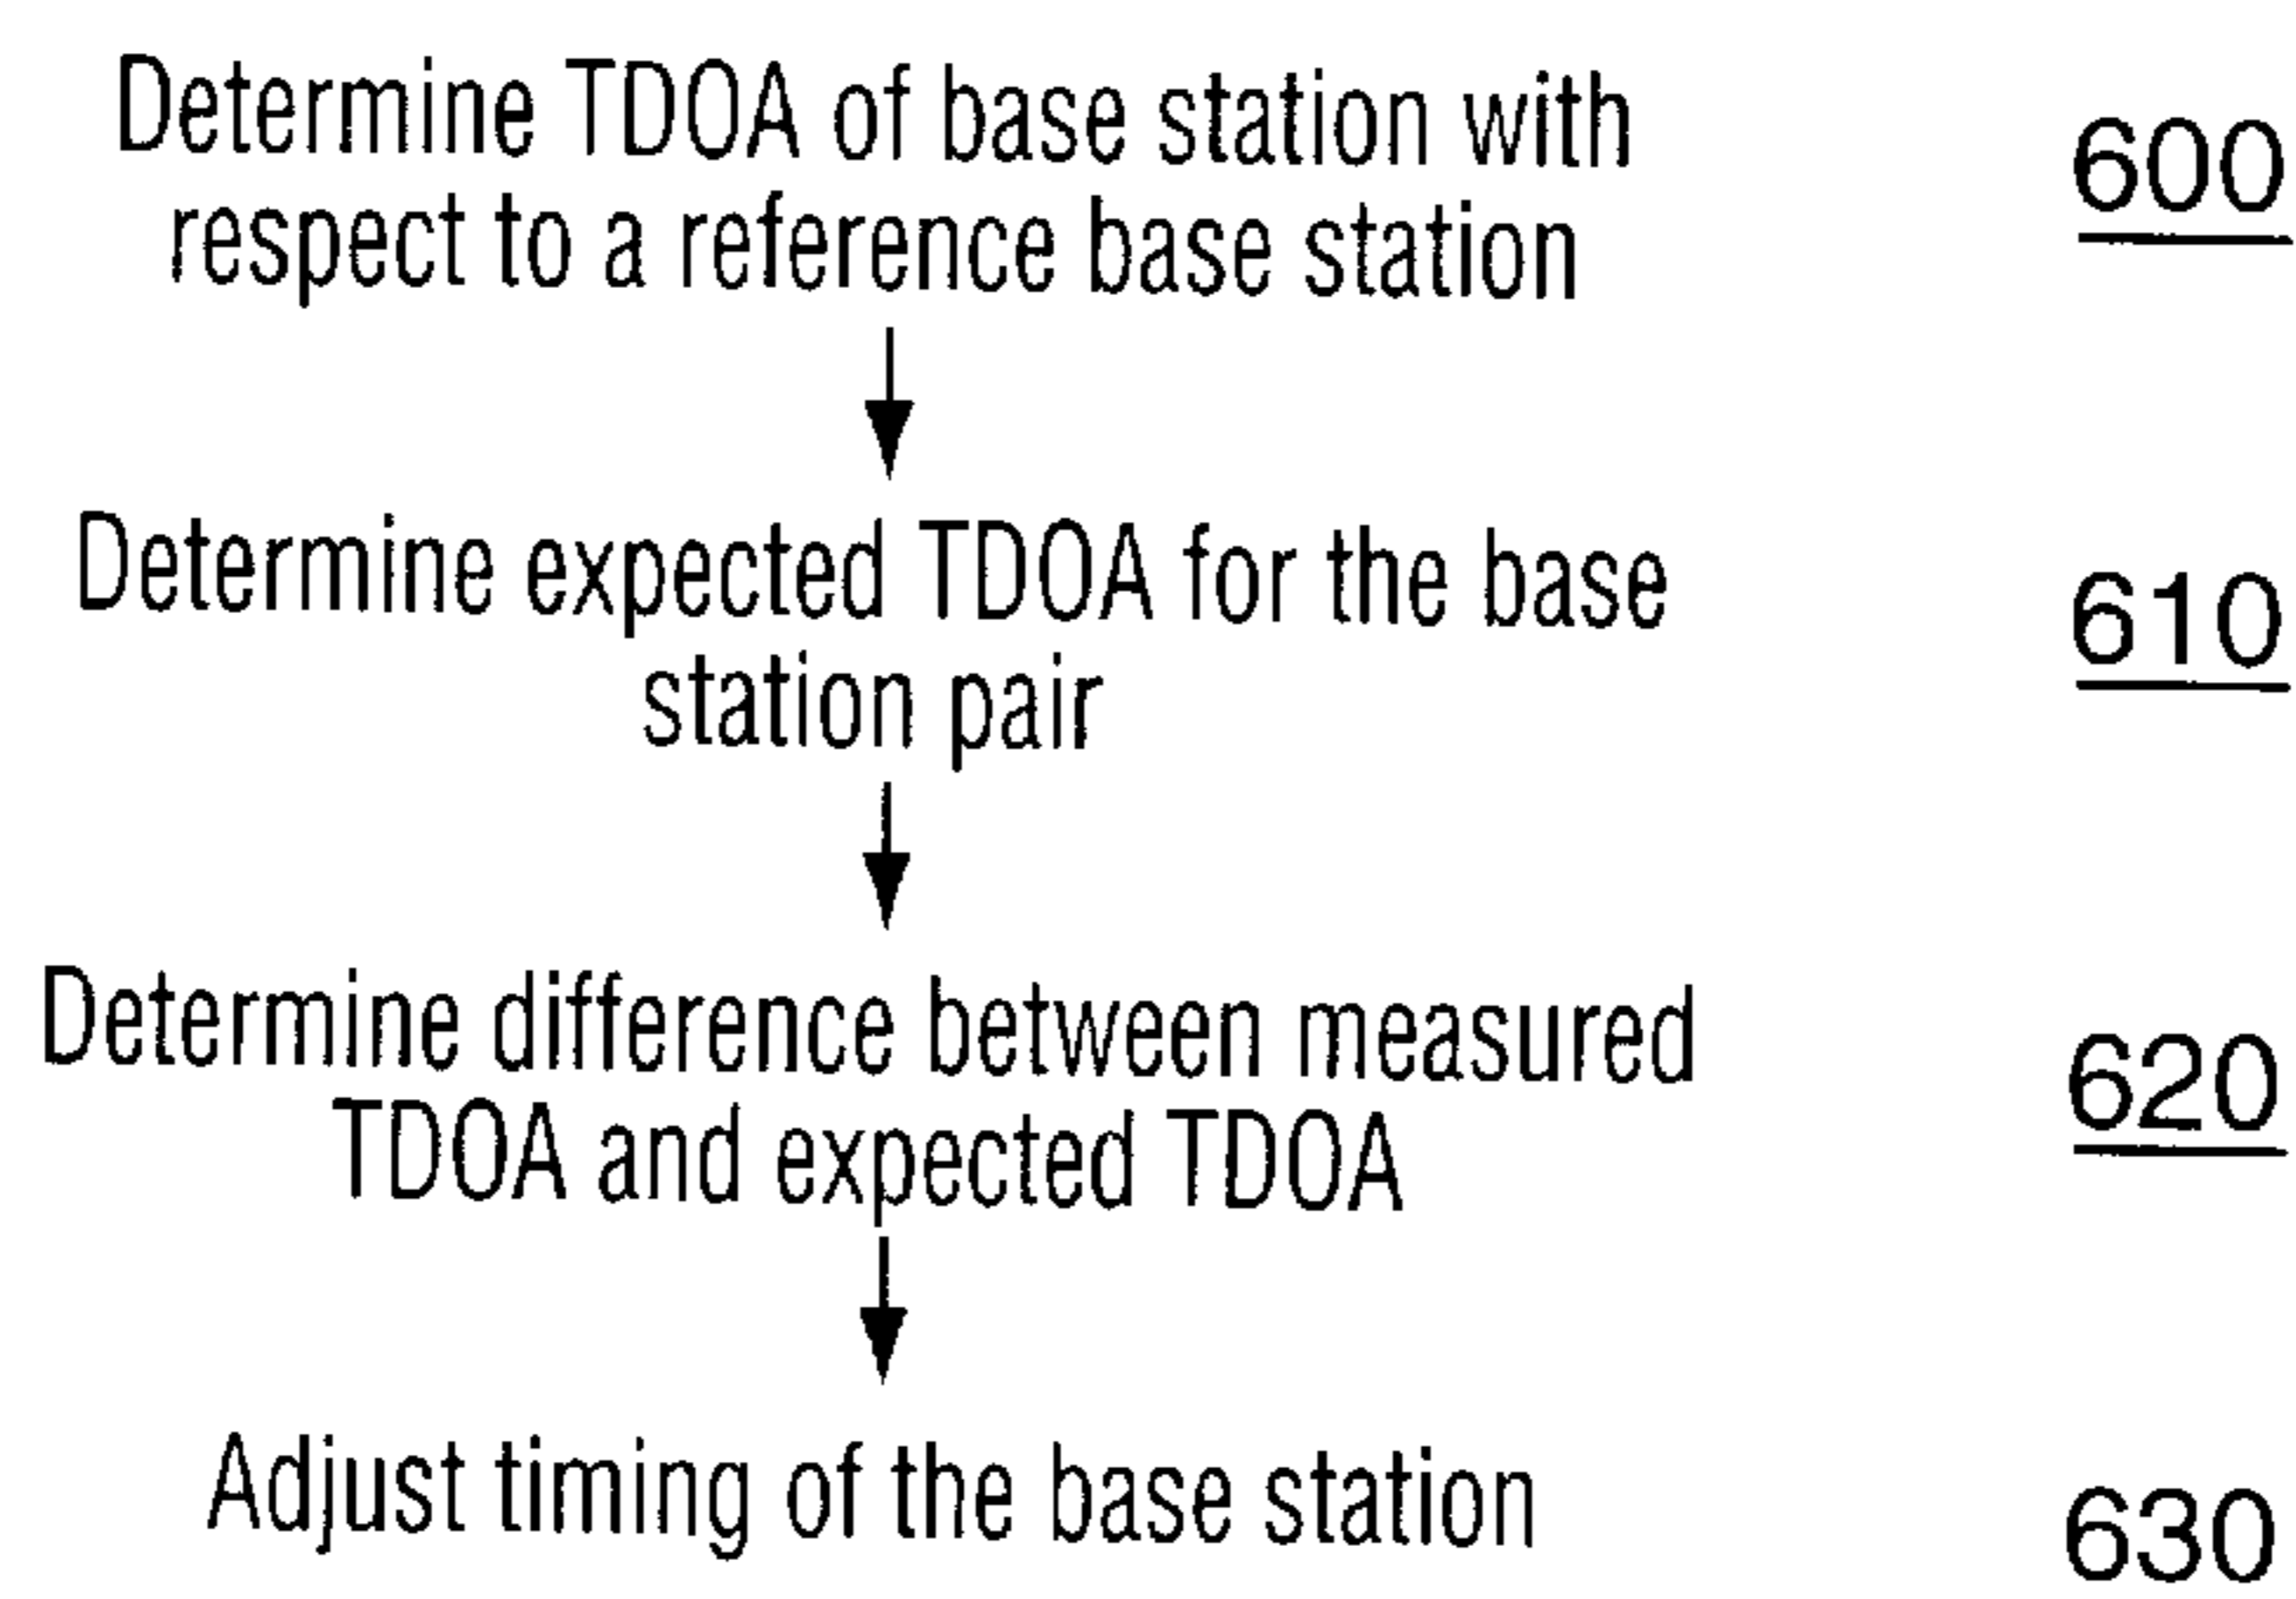 Determine TDOA of base station with
respect to a reference base station
600
Determine expected TDOA for the base
station pair
610
Determine difference between measured
TDOA and expected TDOA
620
Adjust timing of the base station
630